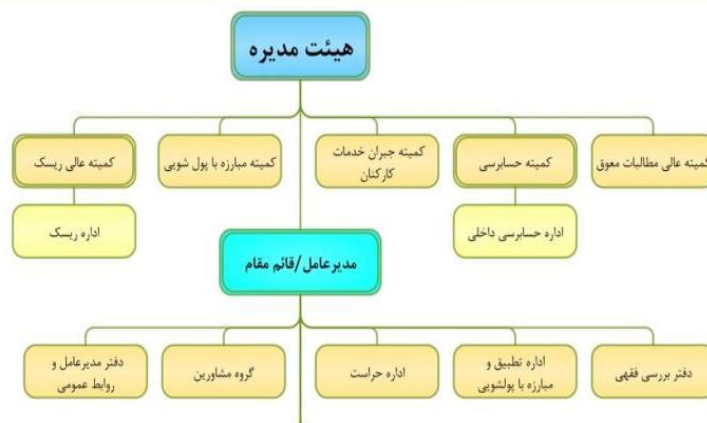 هیئت مدیره
کمیته عالی مطالبات معوق
کمیته حسابرسی
کمیته جبران خدمات
کارکنان
کمیته مبارزه با پول شویی
کمیته عالی ریسک
اداره حسابرسی داخلی
اداره ریسک
مدیرعامل/قائم مقام
دفتر بررسی فقهی
اداره تطبیق و
مبارزه با پولشویی
اداره حراست
گروه مشاورین
دفتر مدیرعامل و
روابط عمومی